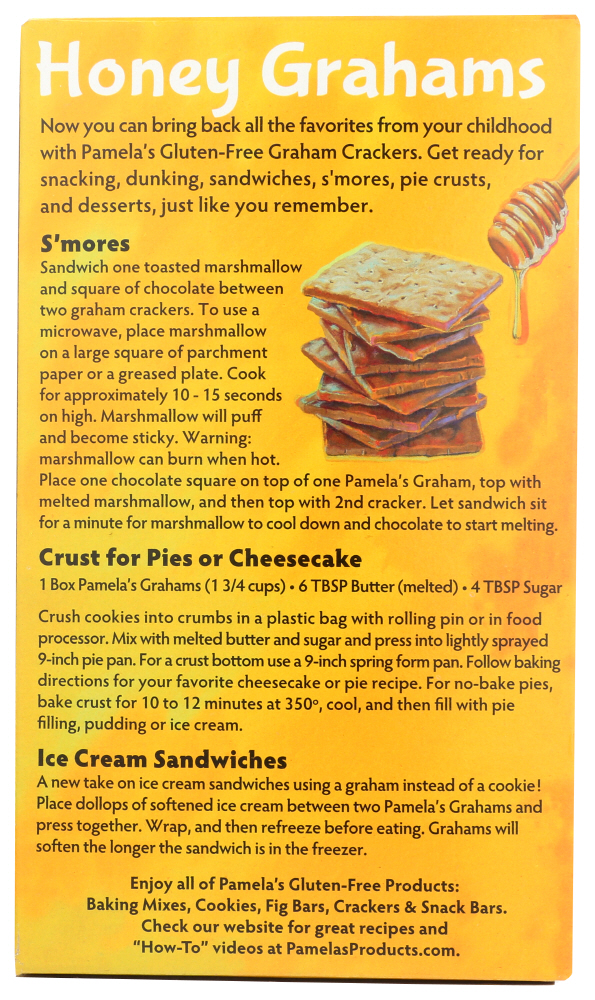 Honey Grahams
Now you can bring back all the favorites from your childhood
with Pamela's Gluten-Free Graham Crackers. Get ready for
snacking, dunking, sandwiches, s'mores, pie crusts,
and desserts, just like you remember.
S'mores
Sandwich one toasted marshmallow
and square of chocolate between
two graham crackers. To use a
microwave, place marshmallow
on a large square of parchment
paper or a greased plate. Cook
for approximately 10 - 15 seconds
on high. Marshmallow will puff
and become sticky. Warning:
marshmallow can burn when hot.
Place one chocolate square on top of one Pamela's Graham, top with
melted marshmallow, and then top with 2nd cracker. Let sandwich sit
for a minute for marshmallow to cool down and chocolate to start melting.
Crust for Pies or Cheesecake
1 Box Pamela's Grahams (1 3/4 cups) • 6 TBSP Butter (melted) • 4 TBSP Sugar
Crush cookies into crumbs in a plastic bag with rolling pin or in food
processor. Mix with melted butter and sugar and press into lightly sprayed
9-inch pie pan. For a crust bottom use a 9-inch spring form pan. Follow baking
directions for your favorite cheesecake or pie recipe. For no-bake pies,
bake crust for 10 to 12 minutes at 350º, cool, and then fill with pie
filling, pudding or ice cream.
Ice Cream Sandwiches
A new take on ice cream sandwiches using a graham instead of a cookie!
Place dollops of softened ice cream between two Pamela's Grahams and
press together. Wrap, and then refreeze before eating. Grahams will
soften the longer the sandwich is in the freezer.
Enjoy all of Pamela's Gluten-Free Products:
Baking Mixes, Cookies, Fig Bars, Crackers & Snack Bars.
Check our website for great recipes and
"How-To" videos at PamelasProducts.com.